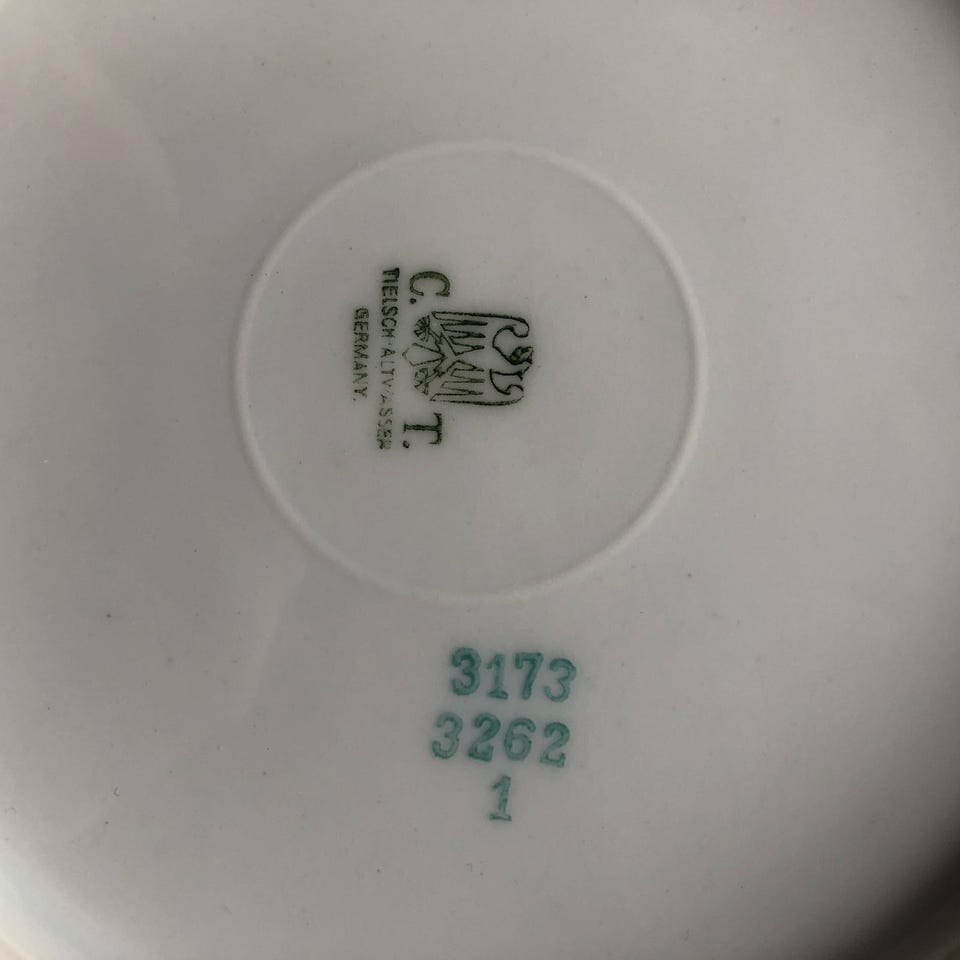 C. T.
TIELSCH-ALTWASSER
GERMANY.
3173
3262
1